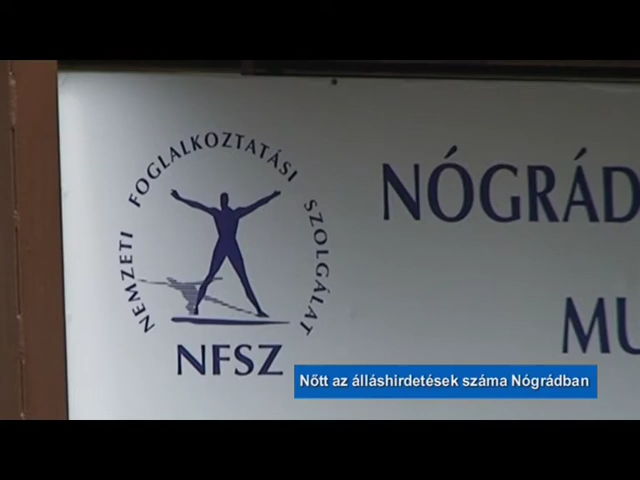 NEMZETI FOGLALKOZTATÁSI SZOLGÁLAT
NFSZ
NÓGRÁD
MU
Nőtt az álláshirdetések száma Nógrádban